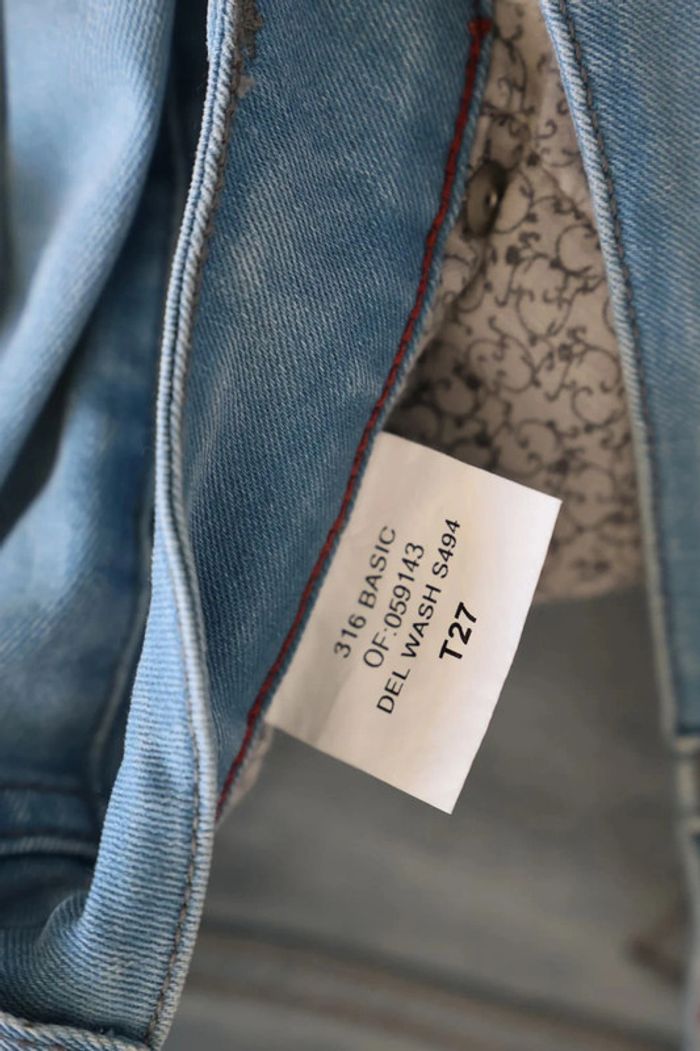 316 BASIC
OF:059143
DEL WASH S494
T27